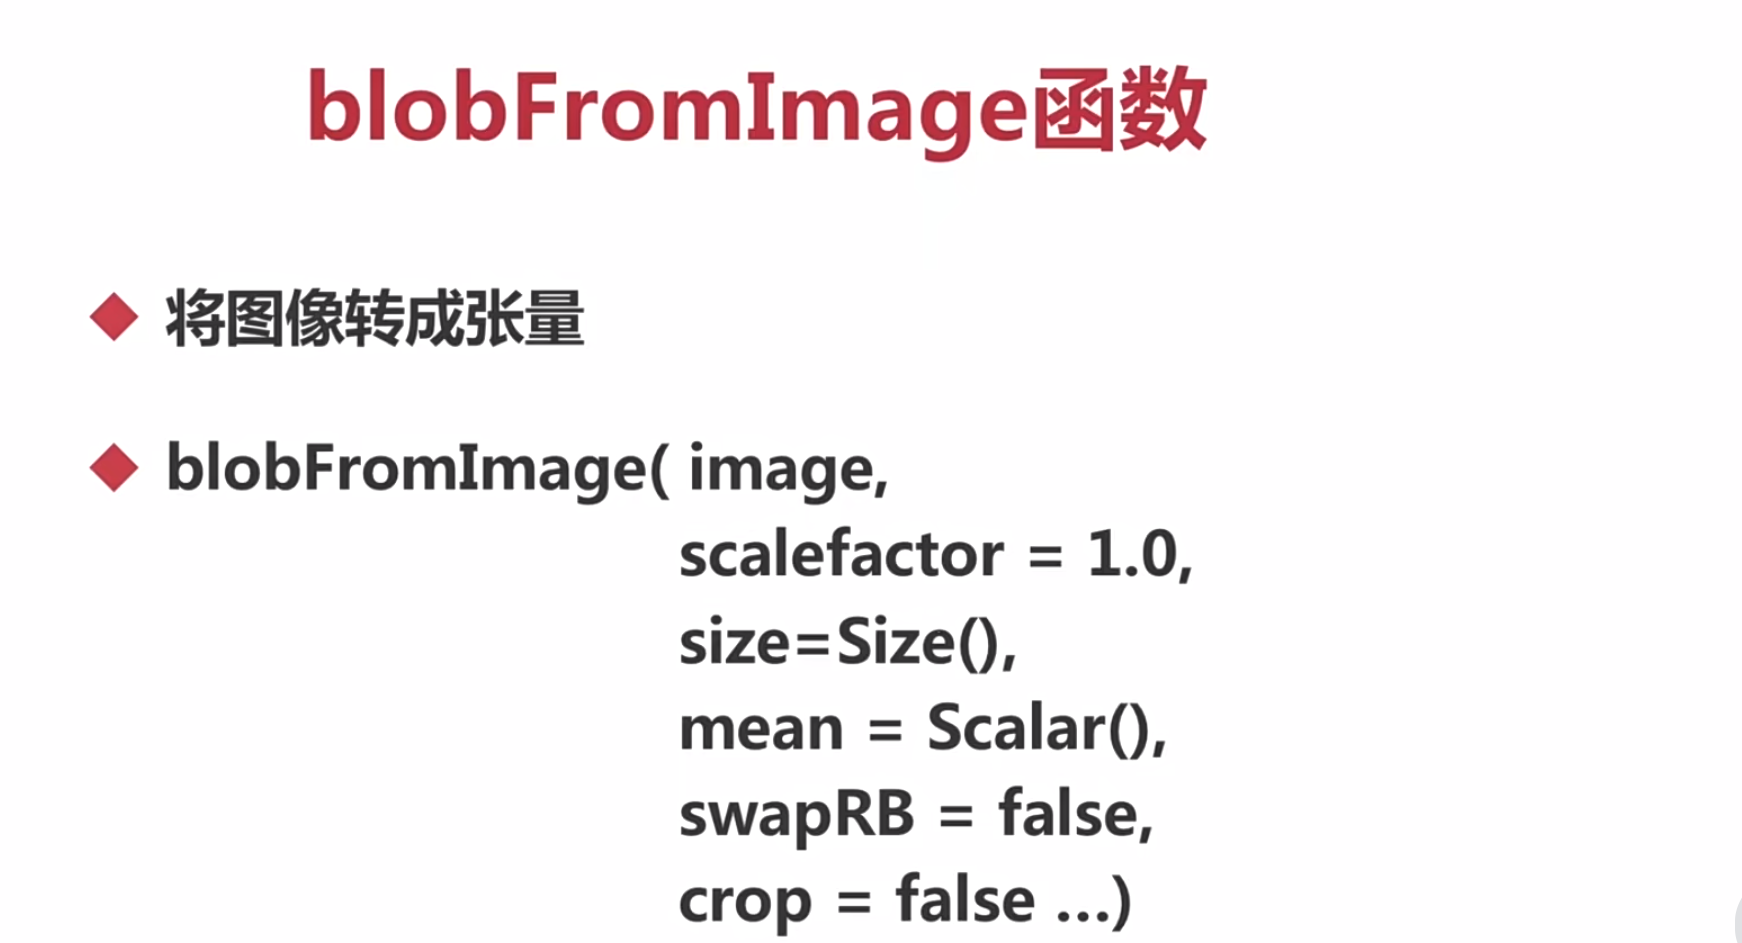 blobFromImage函数
将图像转成张量
blobFromImage( image,
scalefactor = 1.0,
size=Size(),
mean = Scalar(),
swapRB = false,
crop = false ...)